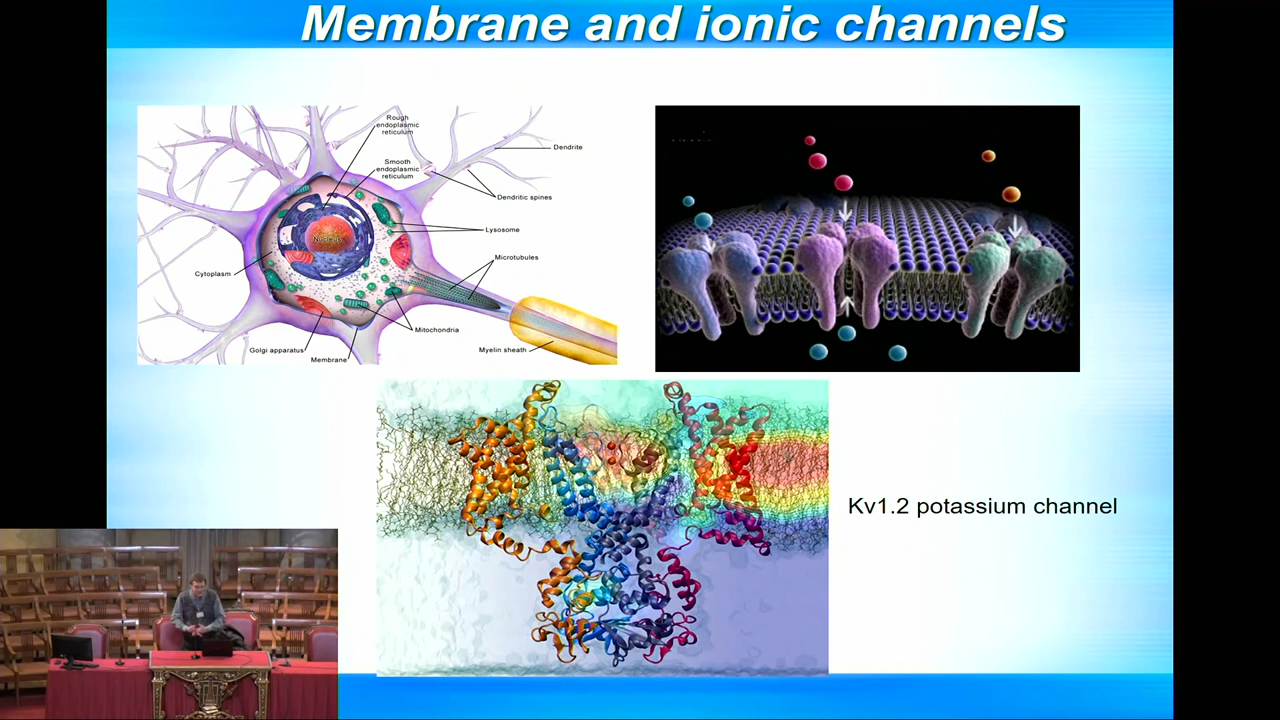 Membrane and ionic channels
Rough
endoplasmic
reticulum
Smooth
endoplasmic
reticulum
Dendrite
Dendritic spines
Lysosome
Nucleus
Microtubules
Cytoplasm
Mitochondria
Golgi apparatus
Membrane
Myelin sheath
Kv1.2 potassium channel